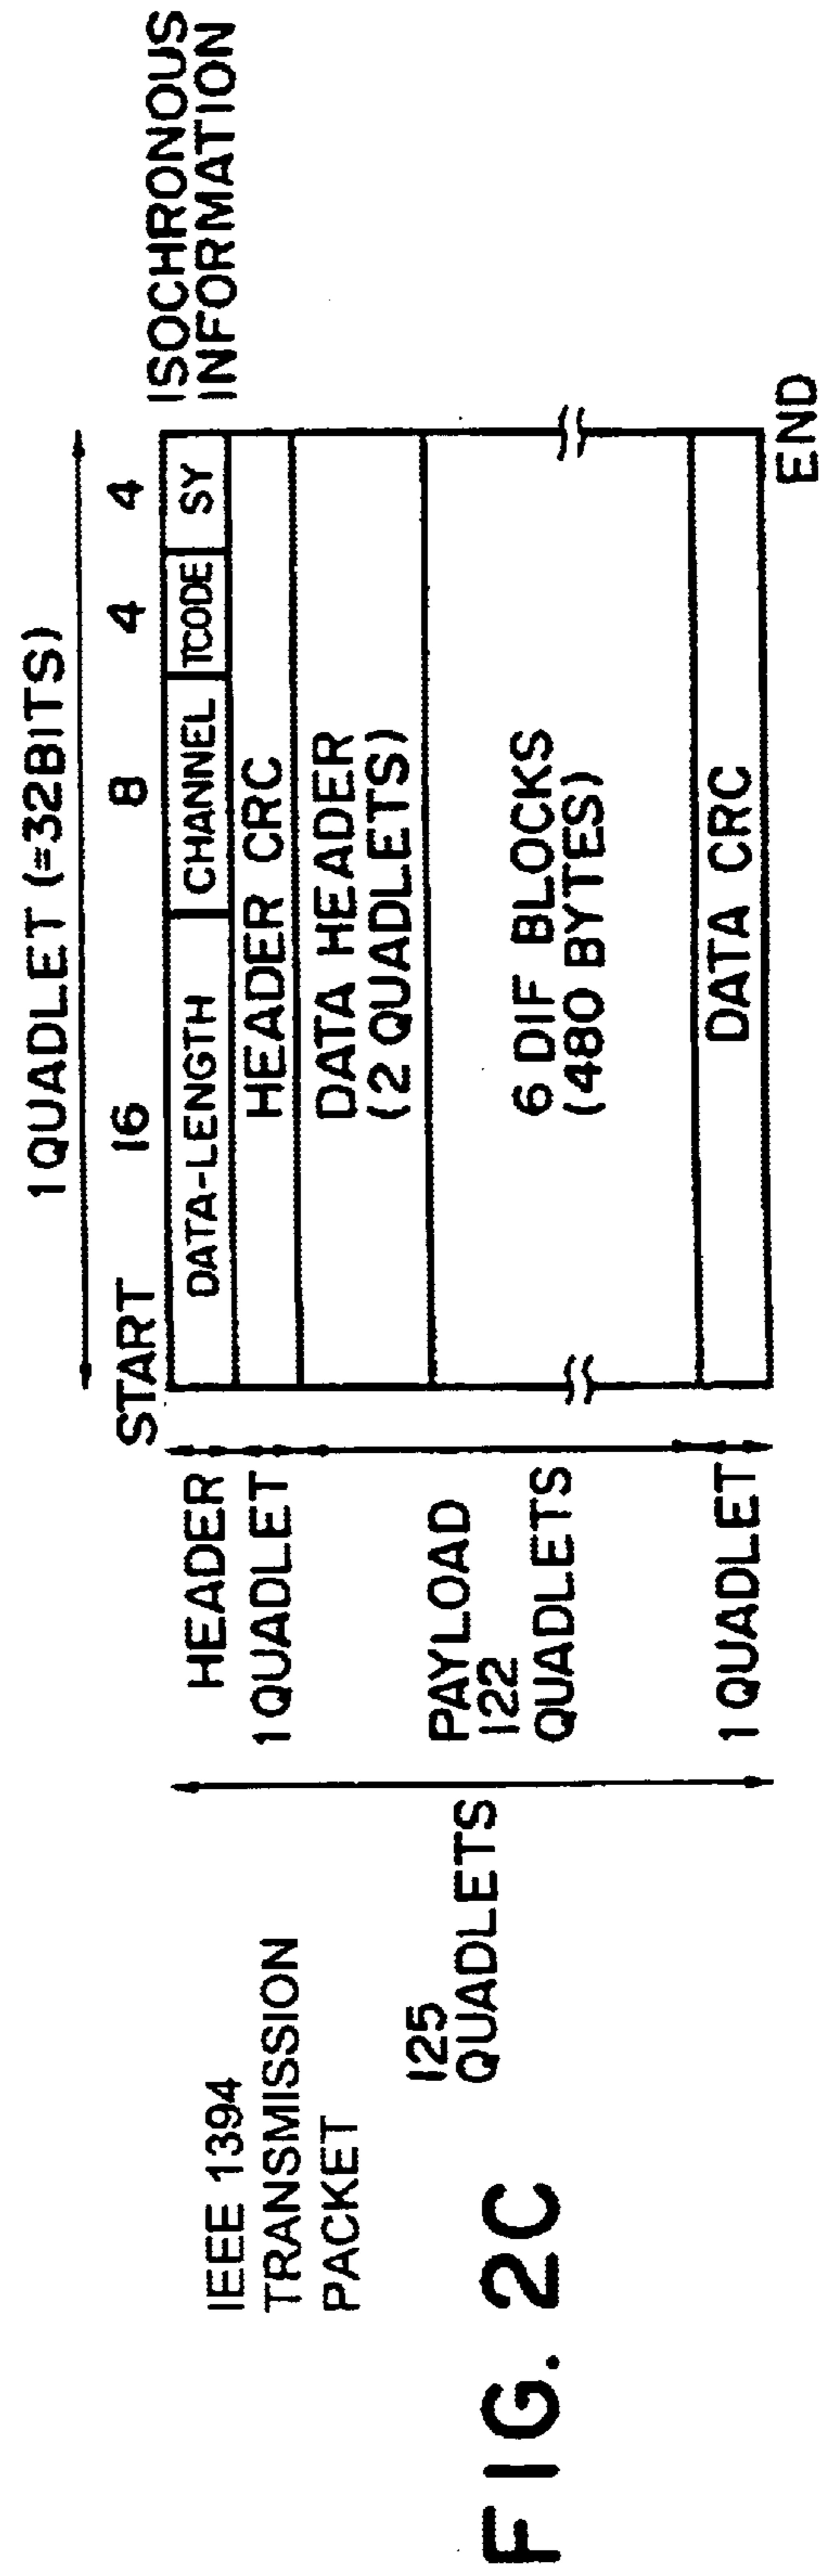 1 QUADLET (=32BITS)
START 16 8 4 4
ISOCHRONOUS
INFORMATION
DATA-LENGTH CHANNEL TCODE SY
HEADER CRC
DATA HEADER
(2 QUADLETS)
6 DIF BLOCKS
(480 BYTES)
DATA CRC
END
HEADER
1 QUADLET
PAYLOAD
122
QUADLETS
1 QUADLET
125
QUADLETS
IEEE 1394
TRANSMISSION
PACKET
FIG. 2C